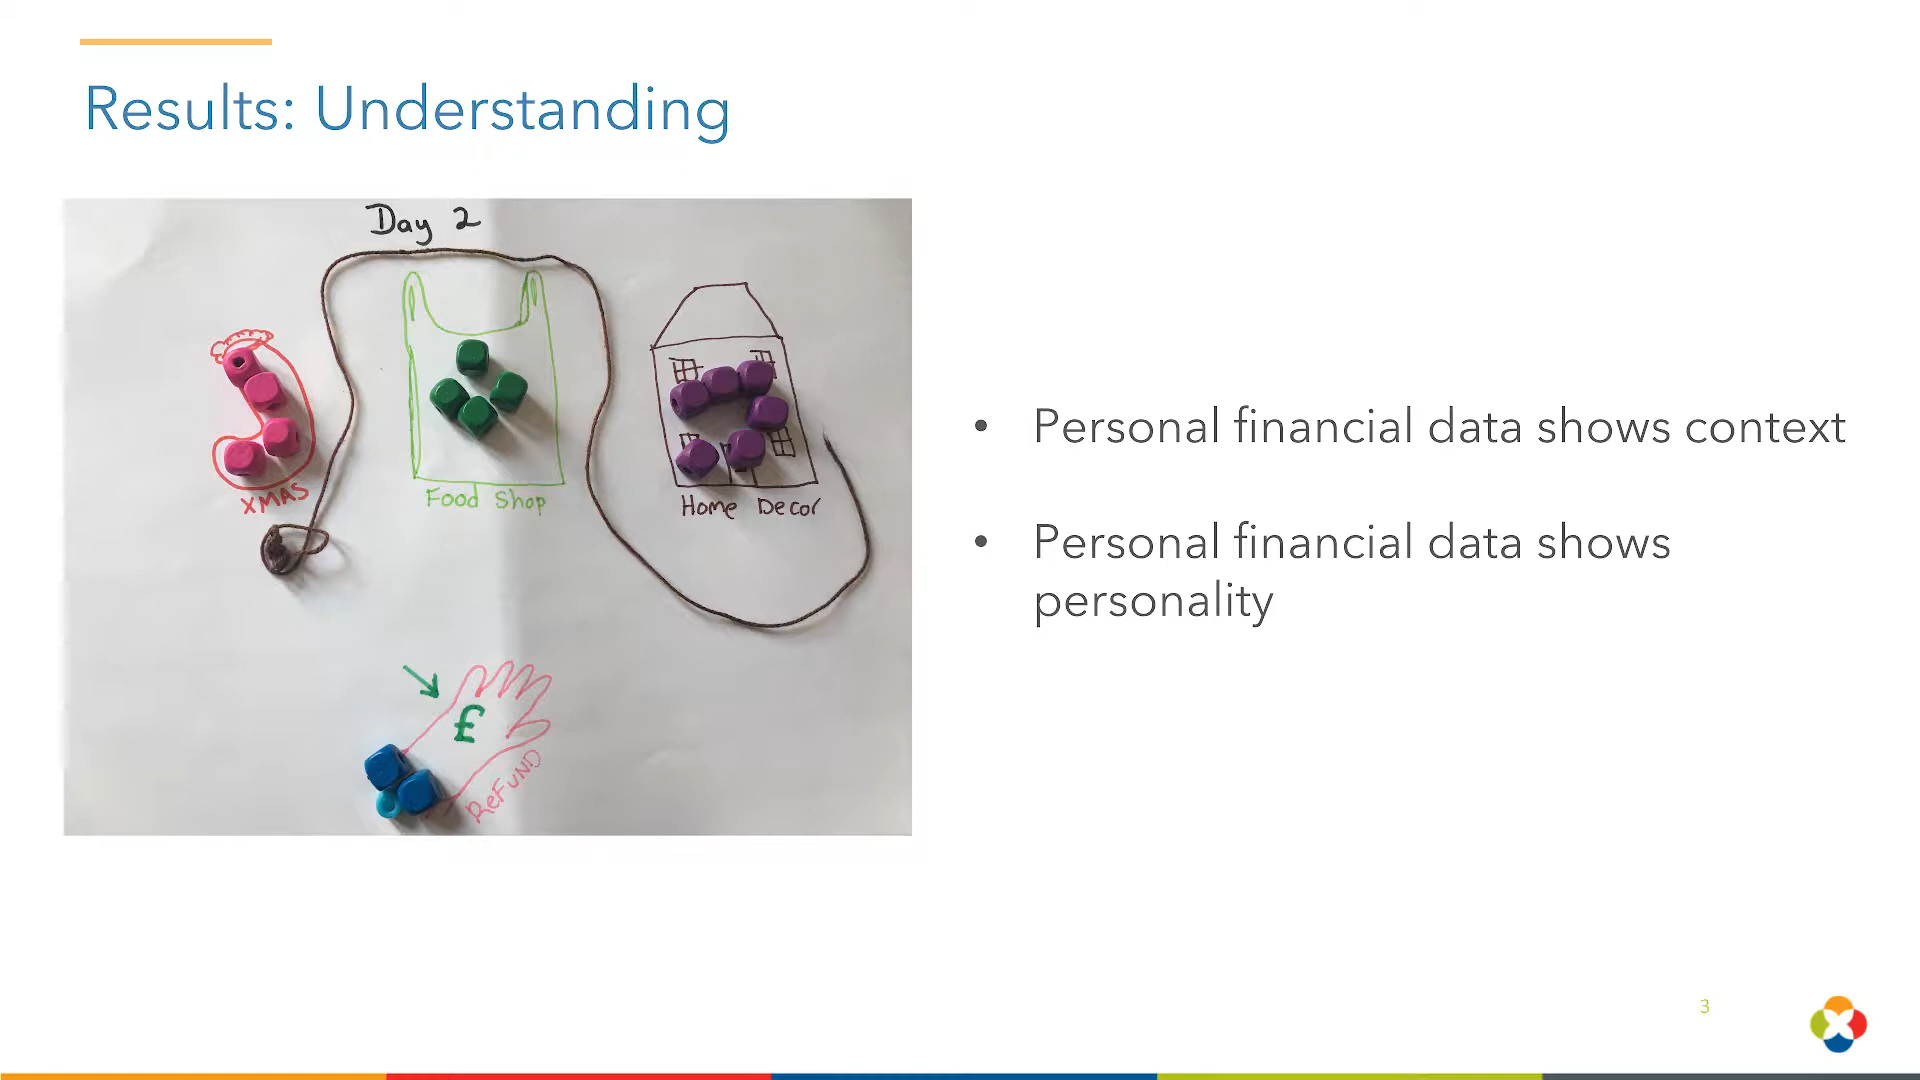 Results: Understanding
Day 2
XMAS
Food Shop
Home Decor
£
ReFUND
• Personal financial data shows context
• Personal financial data shows
personality
3